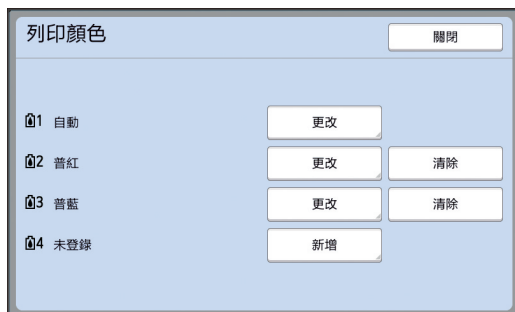 列印顏色 關閉
1 自動 更改
2 普紅 更改 清除
3 普藍 更改 清除
4 未登錄 新增